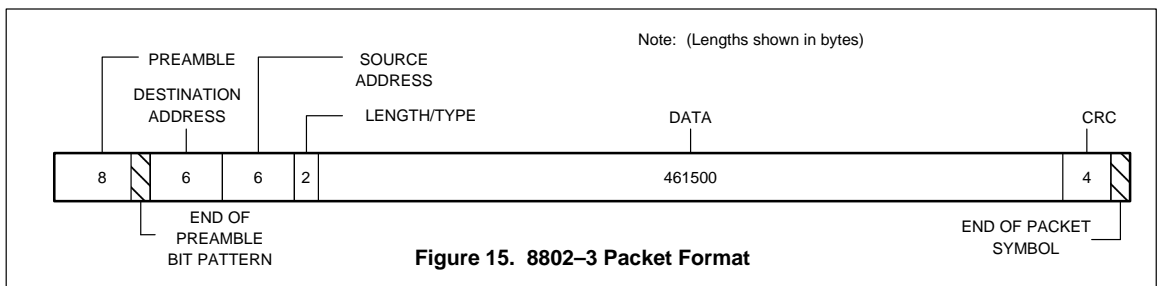 Note: (Lengths shown in bytes)
PREAMBLE
SOURCE
ADDRESS
DESTINATION
ADDRESS
LENGTH/TYPE
DATA
CRC
8
6
6
2
461500
4
END OF
PREAMBLE
BIT PATTERN
END OF PACKET
SYMBOL
Figure 15. 8802–3 Packet Format